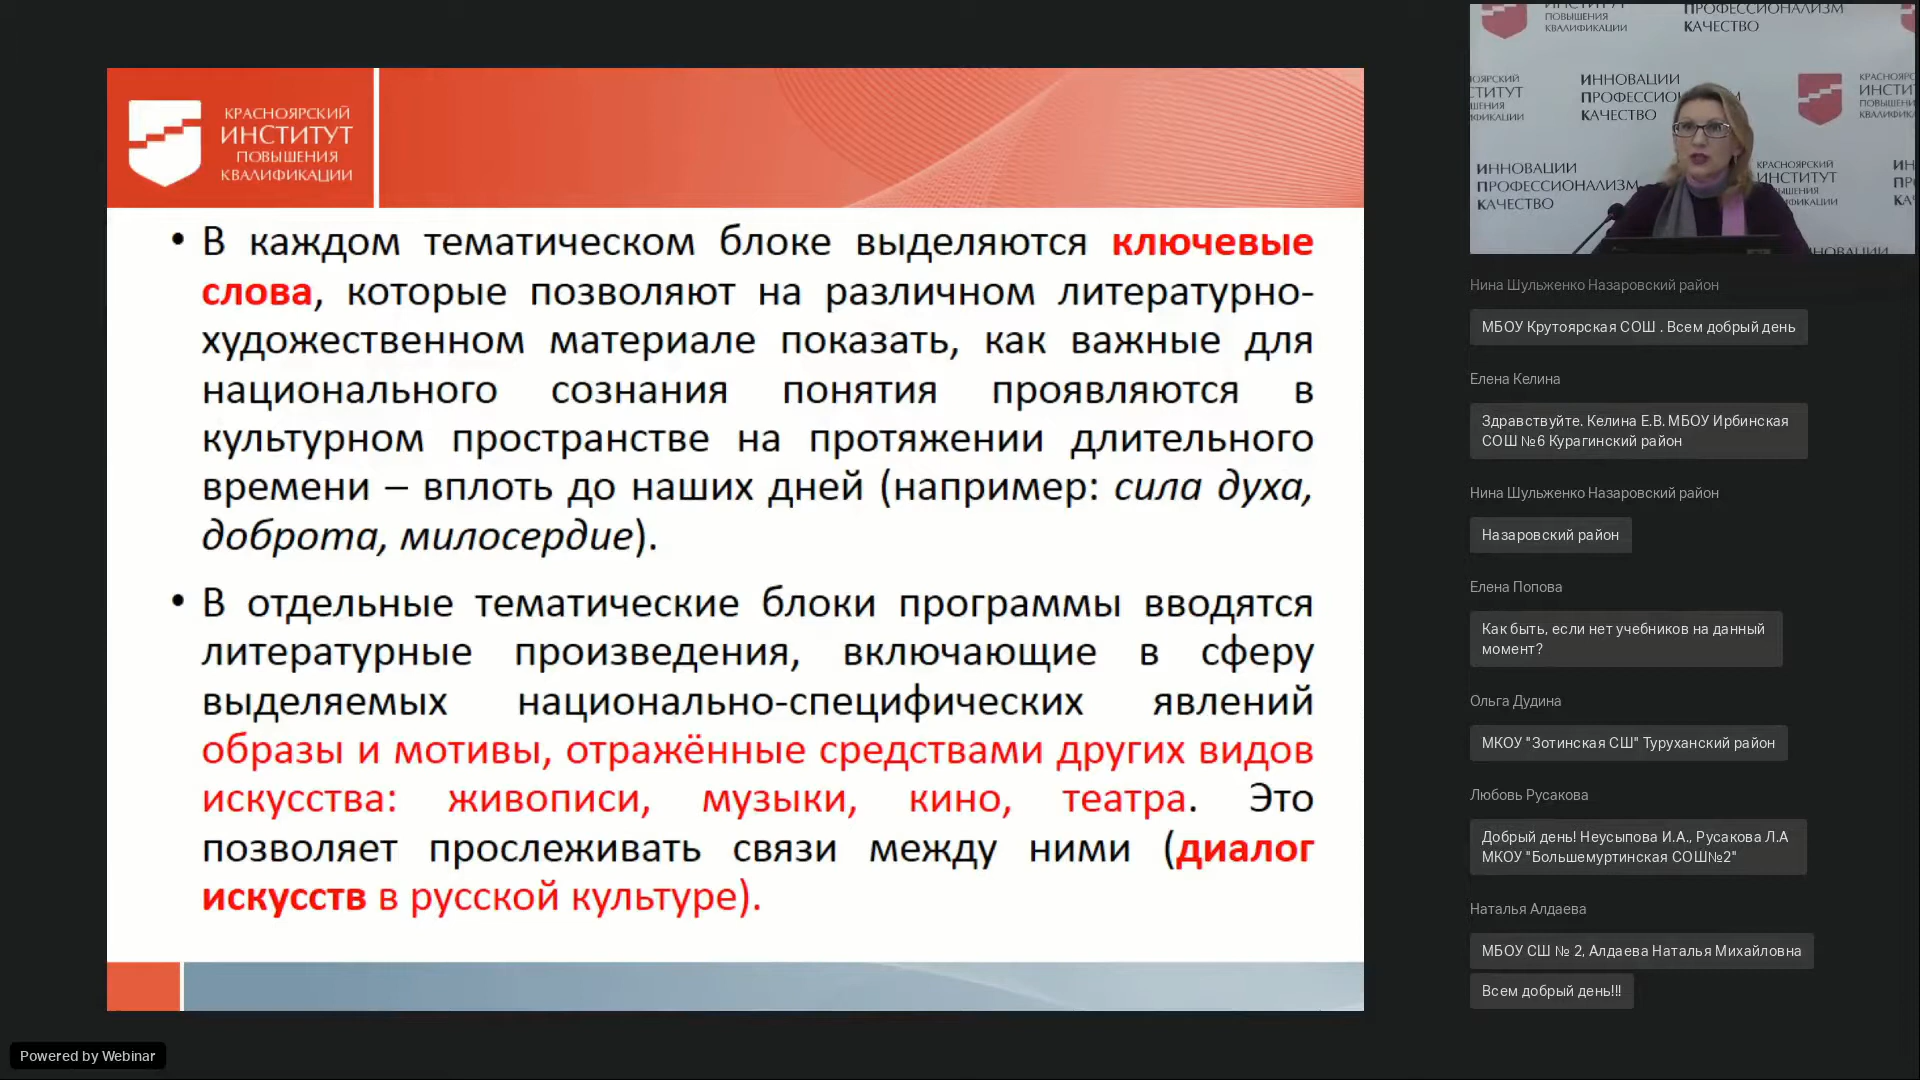 КРАСНОЯРСКИЙ
ИНСТИТУТ
ПОВЫШЕНИЯ
КВАЛИФИКАЦИИ
• В каждом тематическом блоке выделяются ключевые
слова, которые позволяют на различном литературно-
художественном материале показать, как важные для
национального сознания понятия проявляются в
культурном пространстве на протяжении длительного
времени – вплоть до наших дней (например: сила духа,
доброта, милосердие).
• В отдельные тематические блоки программы вводятся
литературные произведения, включающие в сферу
выделяемых национально-специфических явлений
образы и мотивы, отражённые средствами других видов
искусства: живописи, музыки, кино, театра. Это
позволяет прослеживать связи между ними (диалог
искусств в русской культуре).
Powered by Webinar
ИНСТИТУТ
ПОВЫШЕНИЯ
КВАЛИФИКАЦИИ
ПРОФЕССИОНАЛИЗМ
КАЧЕСТВО
ИННОВАЦИИ
КАЧЕСТВО
ИННОВАЦИИ
ПРОФЕССИОНАЛИЗМ
КАЧЕСТВО
КРАСНОЯРСКИЙ
ИНСТИТУТ
Нина Шульженко Назаровский район
МБОУ Крутоярская СОШ . Всем добрый день
Елена Келина
Здравствуйте. Келина Е.В. МБОУ Ирбинская
СОШ №6 Курагинский район
Нина Шульженко Назаровский район
Назаровский район
Елена Попова
Как быть, если нет учебников на данный
момент?
Ольга Дудина
МКОУ "Зотинская СШ" Туруханский район
Любовь Русакова
Добрый день! Неусыпова И.А., Русакова Л.А
МКОУ "Большемуртинская СОШ№2"
Наталья Алдаева
МБОУ СШ № 2, Алдаева Наталья Михайловна
Всем добрый день!!!